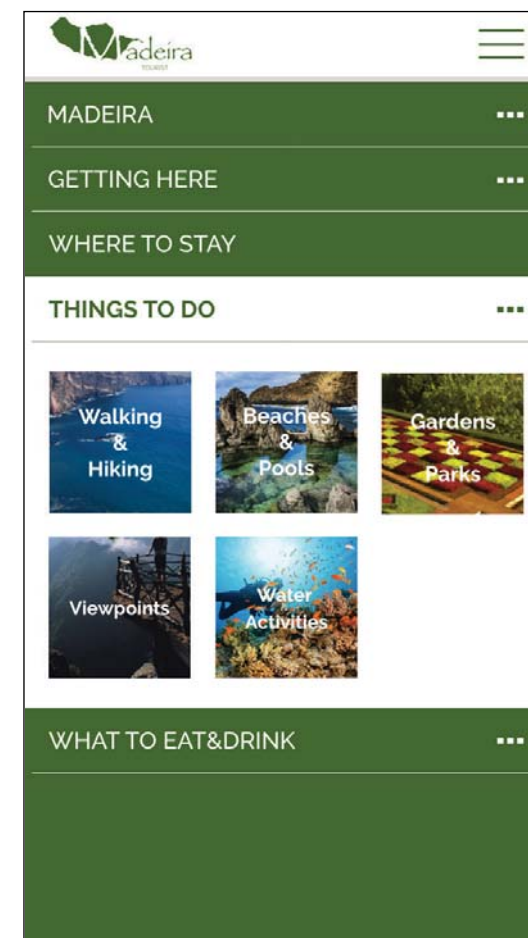 Madeira
TOURIST
MADEIRA
GETTING HERE
WHERE TO STAY
THINGS TO DO
Walking
&
Hiking
Beaches
&
Pools
Gardens
&
Parks
Viewpoints
Water
Activities
WHAT TO EAT&DRINK